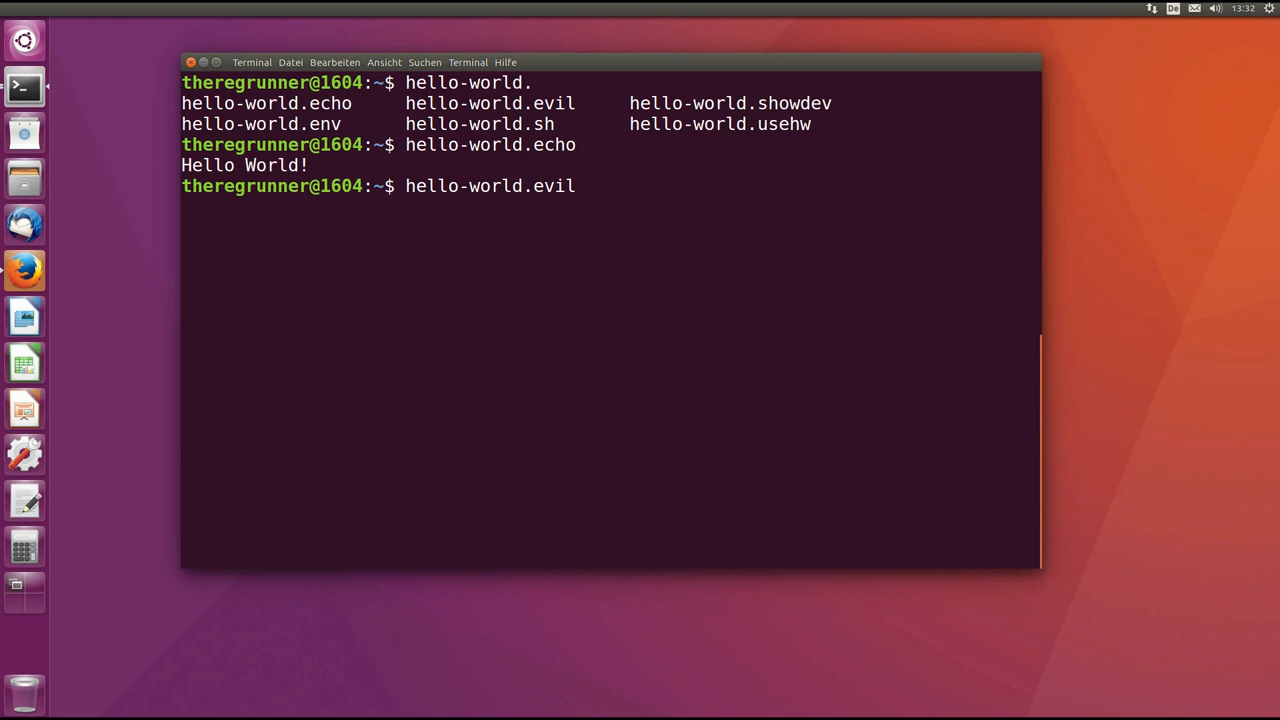 De 13:32
Terminal Datei Bearbeiten Ansicht Suchen Terminal Hilfe
theregrunner@1604:~$ hello-world.
hello-world.echo hello-world.evil hello-world.showdev
hello-world.env hello-world.sh hello-world.usehw
theregrunner@1604:~$ hello-world.echo
Hello World!
theregrunner@1604:~$ hello-world.evil